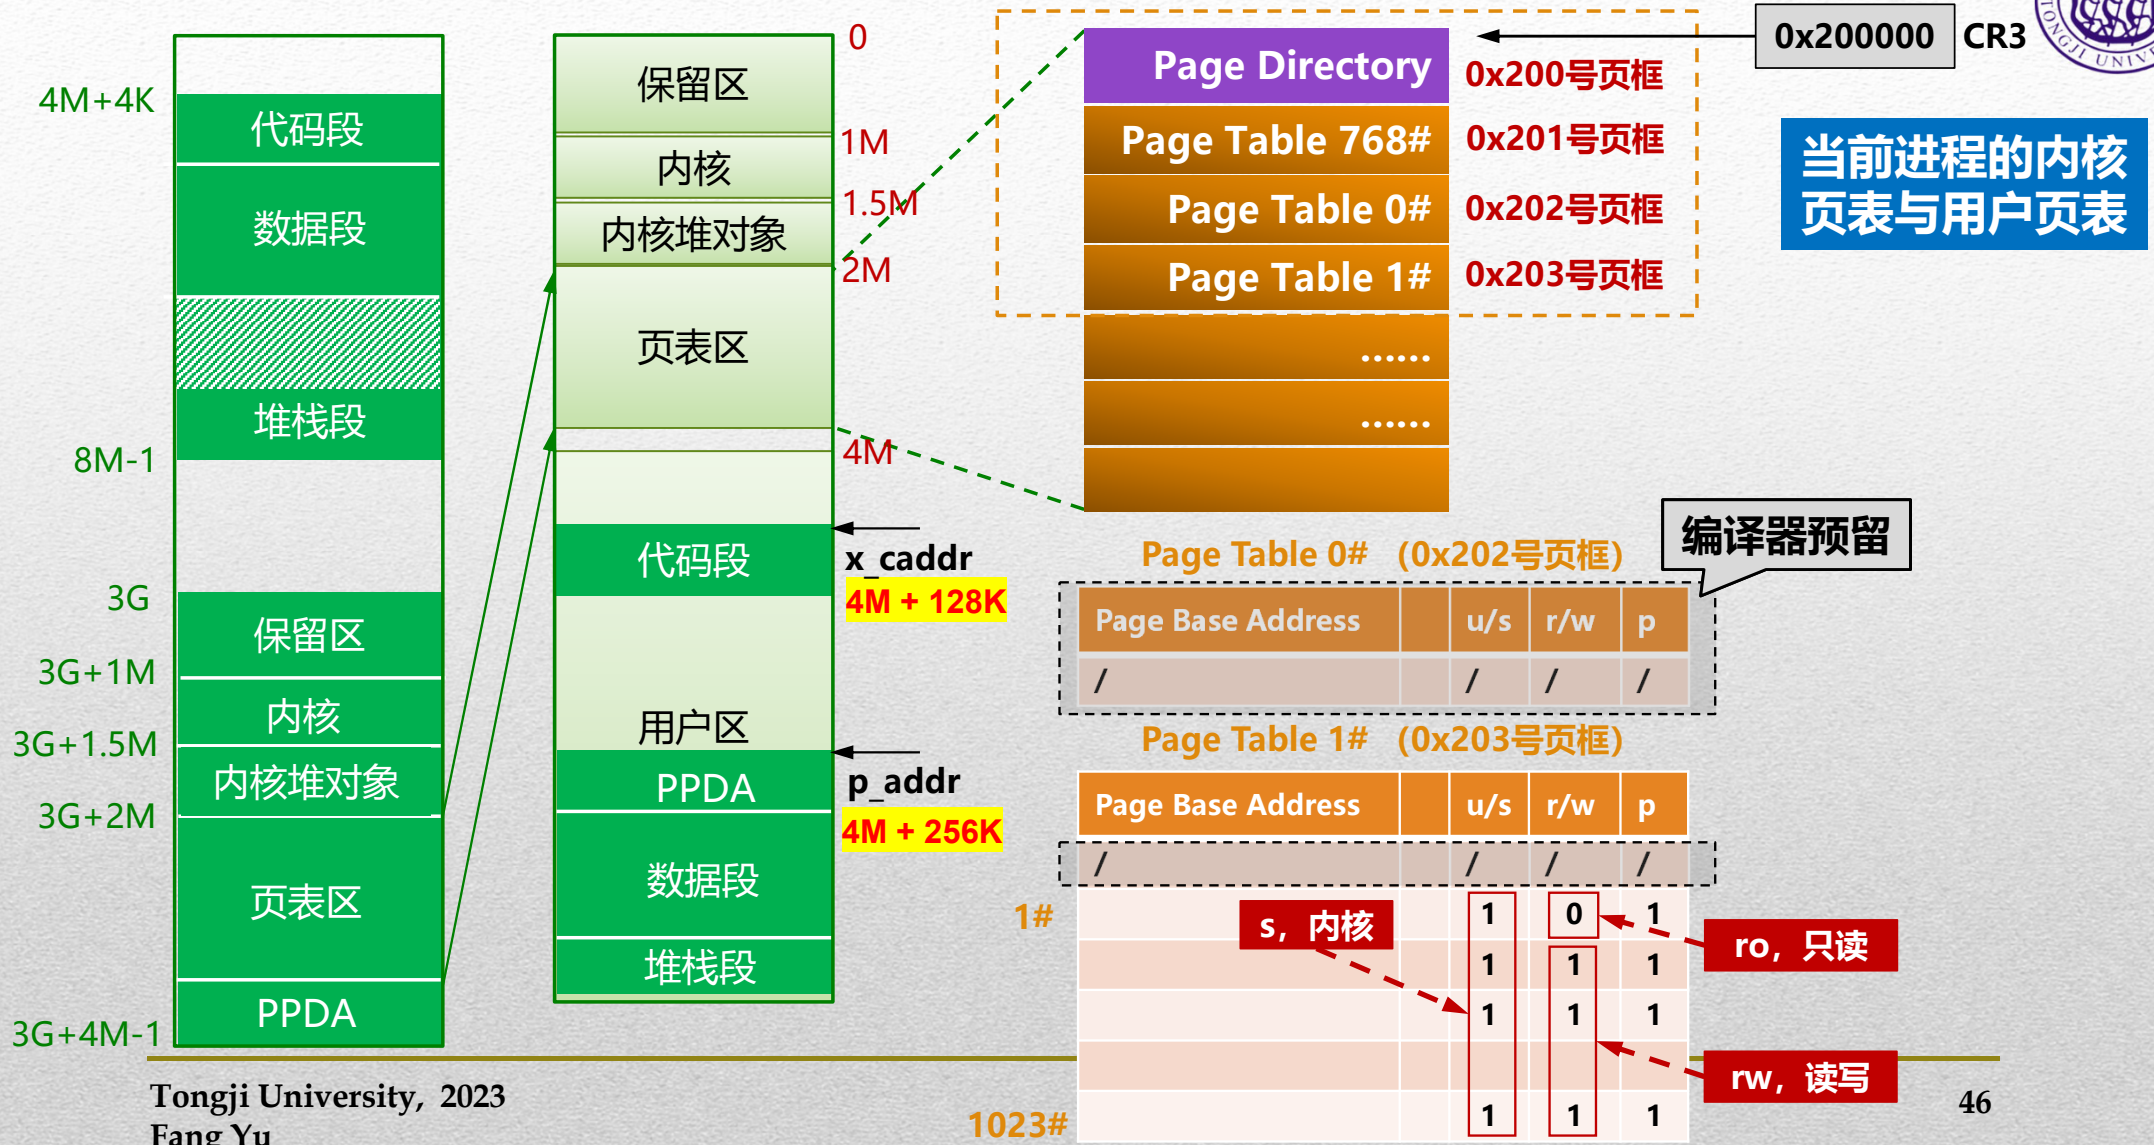 4M+4K
代码段
数据段
堆栈段
8M-1
3G
保留区
3G+1M
内核
3G+1.5M
内核堆对象
3G+2M
页表区
PPDA
3G+4M-1
0
保留区
1M
内核
1.5M
内核堆对象
2M
页表区
4M
代码段
x_caddr
4M + 128K
用户区
PPDA
p_addr
4M + 256K
数据段
堆栈段
0x200000 CR3
Page Directory 0x200号页框
Page Table 768# 0x201号页框
Page Table 0# 0x202号页框
Page Table 1# 0x203号页框
......
......
当前进程的内核
页表与用户页表
编译器预留
Page Table 0# (0x202号页框)
Page Base Address u/s r/w p
/ / / /
Page Table 1# (0x203号页框)
Page Base Address u/s r/w p
/ / / /
1# 1 0 1
s, 内核
ro, 只读
1 1 1
1 1 1
rw, 读写
1023# 1 1 1
Tongji University, 2023
Fang Yu
46